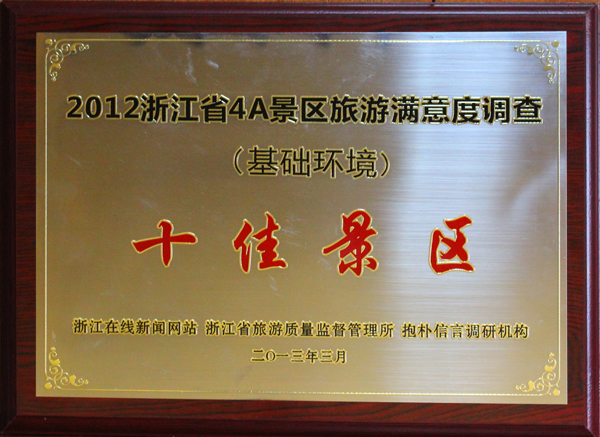 2012浙江省4A景区旅游满意度调查
（基础环境）
十佳景区
浙江在线新闻网站 浙江省旅游质量监督管理所 抱朴信言调研机构
二〇一三年三月